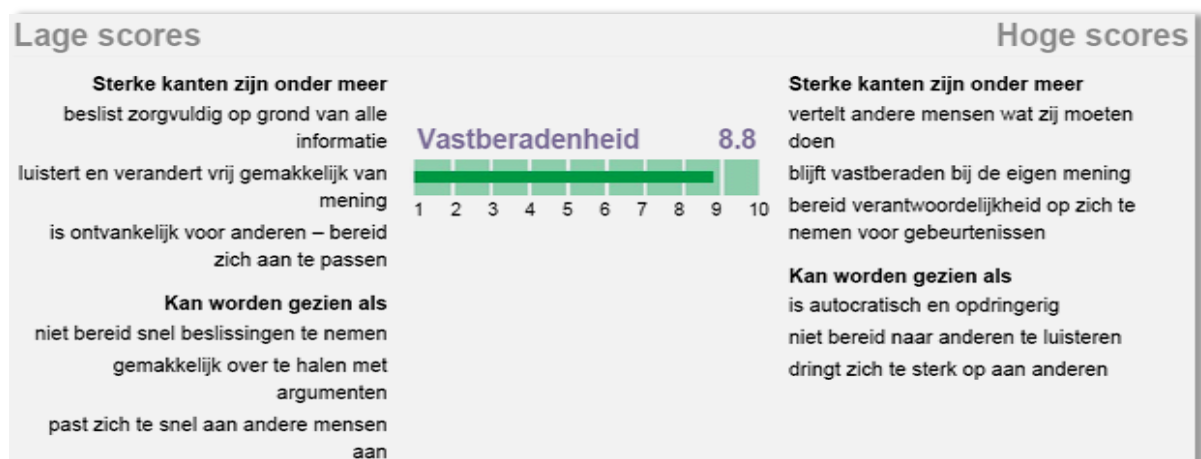 Lage scores
Hoge scores
Sterke kanten zijn onder meer
beslist zorgvuldig op grond van alle
informatie
luistert en verandert vrij gemakkelijk van
mening
is ontvankelijk voor anderen – bereid
zich aan te passen
Kan worden gezien als
niet bereid snel beslissingen te nemen
gemakkelijk over te halen met
argumenten
past zich te snel aan andere mensen
aan
Vastberadenheid 8.8
1 2 3 4 5 6 7 8 9 10
Sterke kanten zijn onder meer
vertelt andere mensen wat zij moeten
doen
blijft vastberaden bij de eigen mening
bereid verantwoordelijkheid op zich te
nemen voor gebeurtenissen
Kan worden gezien als
is autocratisch en opdringerig
niet bereid naar anderen te luisteren
dringt zich te sterk op aan anderen